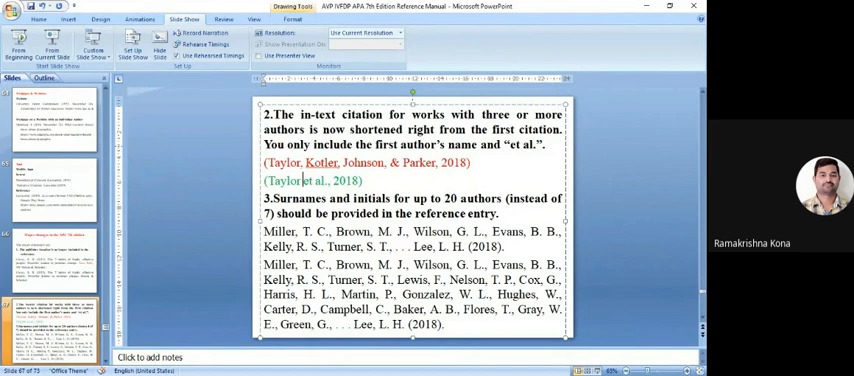 Drawing Tools
AVP IVFDP APA 7th Edition Reference Manual - Microsoft PowerPoint
Home Insert Design Animations Slide Show Review View Format
From Beginning
From Current Slide
Custom Slide Show
Set Up Slide Show
Hide Slide
Record Narration
Rehearse Timings
Use Rehearsed Timings
Resolution: Use Current Resolution
Show Presentation On:
Use Presenter View
Start Slide Show
Set Up
Monitors
Slides Outline
64
65
66
67
2.The in-text citation for works with three or more
authors is now shortened right from the first citation.
You only include the first author's name and "et al.".
(Taylor, Kotler, Johnson, & Parker, 2018)
(Taylor et al., 2018)
3.Surnames and initials for up to 20 authors (instead of
7) should be provided in the reference entry.
Miller, T. C., Brown, M. J., Wilson, G. L., Evans, B. B.,
Kelly, R. S., Turner, S. T., . . . Lee, L. H. (2018).
Miller, T. C., Brown, M. J., Wilson, G. L., Evans, B. B.,
Kelly, R. S., Turner, S. T., Lewis, F., Nelson, T. P., Cox, G.,
Harris, H. L., Martin, P., Gonzalez, W. L., Hughes, W.,
Carter, D., Campbell, C., Baker, A. B., Flores, T., Gray, W.
E., Green, G., . . . Lee, L. H. (2018).
Click to add notes
Slide 67 of 75
"Office Theme"
English (United States)
65%
Ramakrishna Kona